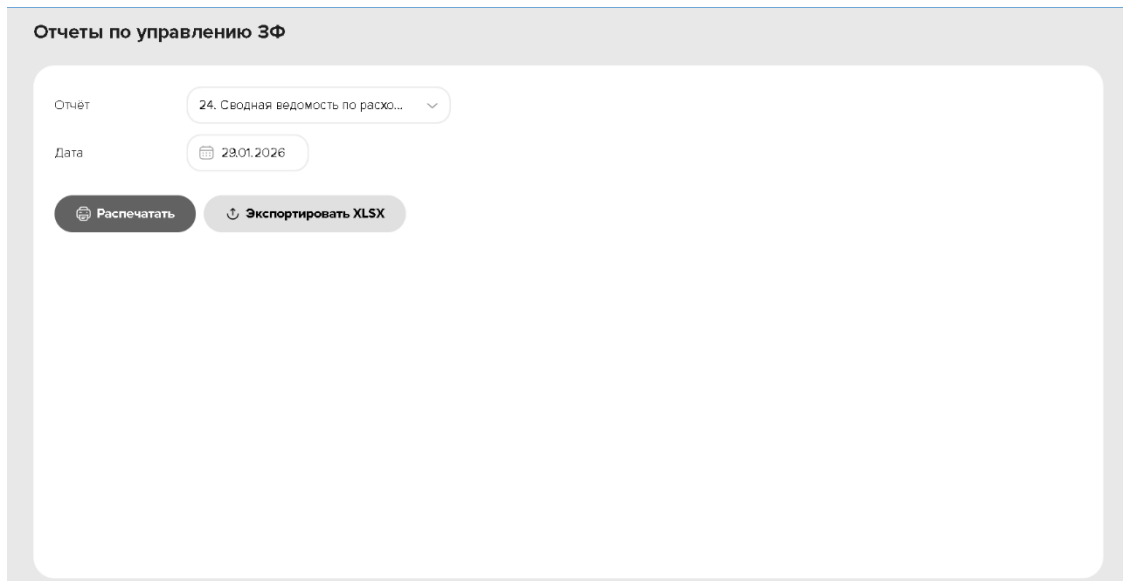 Отчеты по управлению ЗФ
Отчёт 24. Сводная ведомость по расхо...
Дата 29.01.2026
Распечатать Экспортировать XLSX